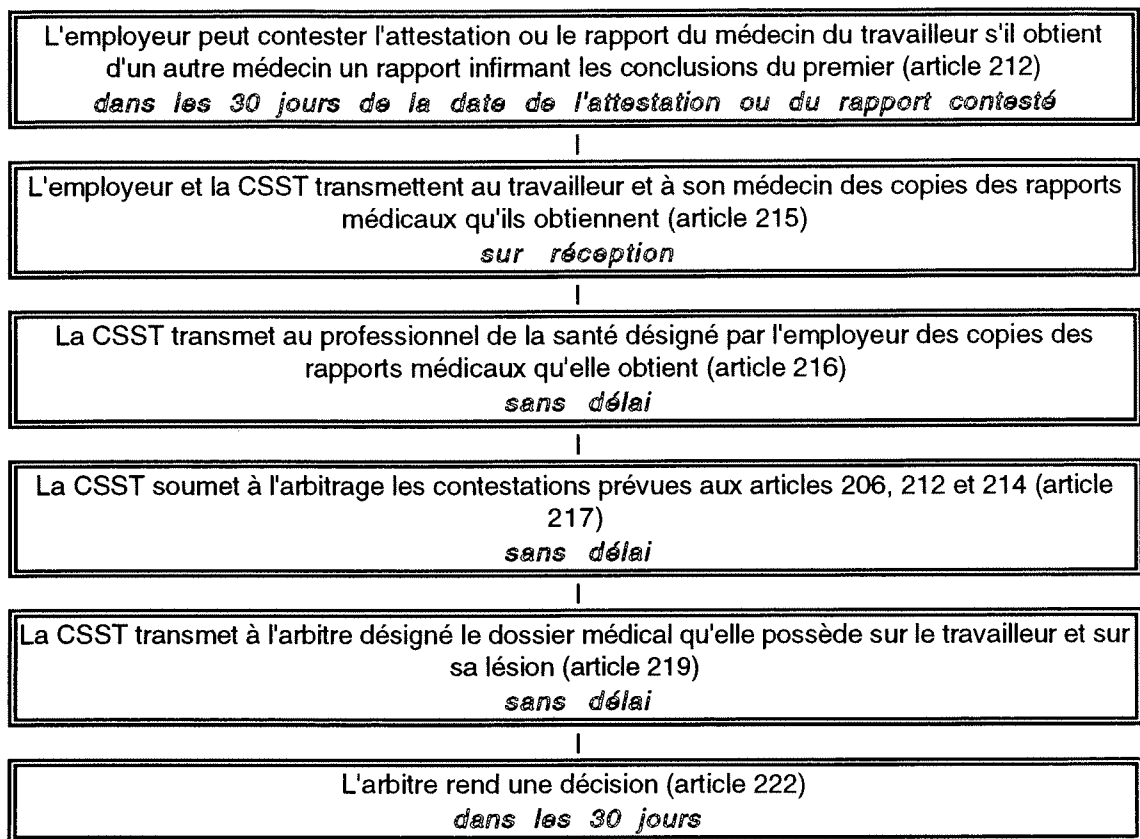 L'employeur peut contester l'attestation ou le rapport du médecin du travailleur s'il obtient
d'un autre médecin un rapport infirmant les conclusions du premier (article 212)
dans les 30 jours de la date de l'attestation ou du rapport contesté
L'employeur et la CSST transmettent au travailleur et à son médecin des copies des rapports
médicaux qu'ils obtiennent (article 215)
sur réception
La CSST transmet au professionnel de la santé désigné par l'employeur des copies des
rapports médicaux qu'elle obtient (article 216)
sans délai
La CSST soumet à l'arbitrage les contestations prévues aux articles 206, 212 et 214 (article
217)
sans délai
La CSST transmet à l'arbitre désigné le dossier médical qu'elle possède sur le travailleur et sur
sa lésion (article 219)
sans délai
L'arbitre rend une décision (article 222)
dans les 30 jours